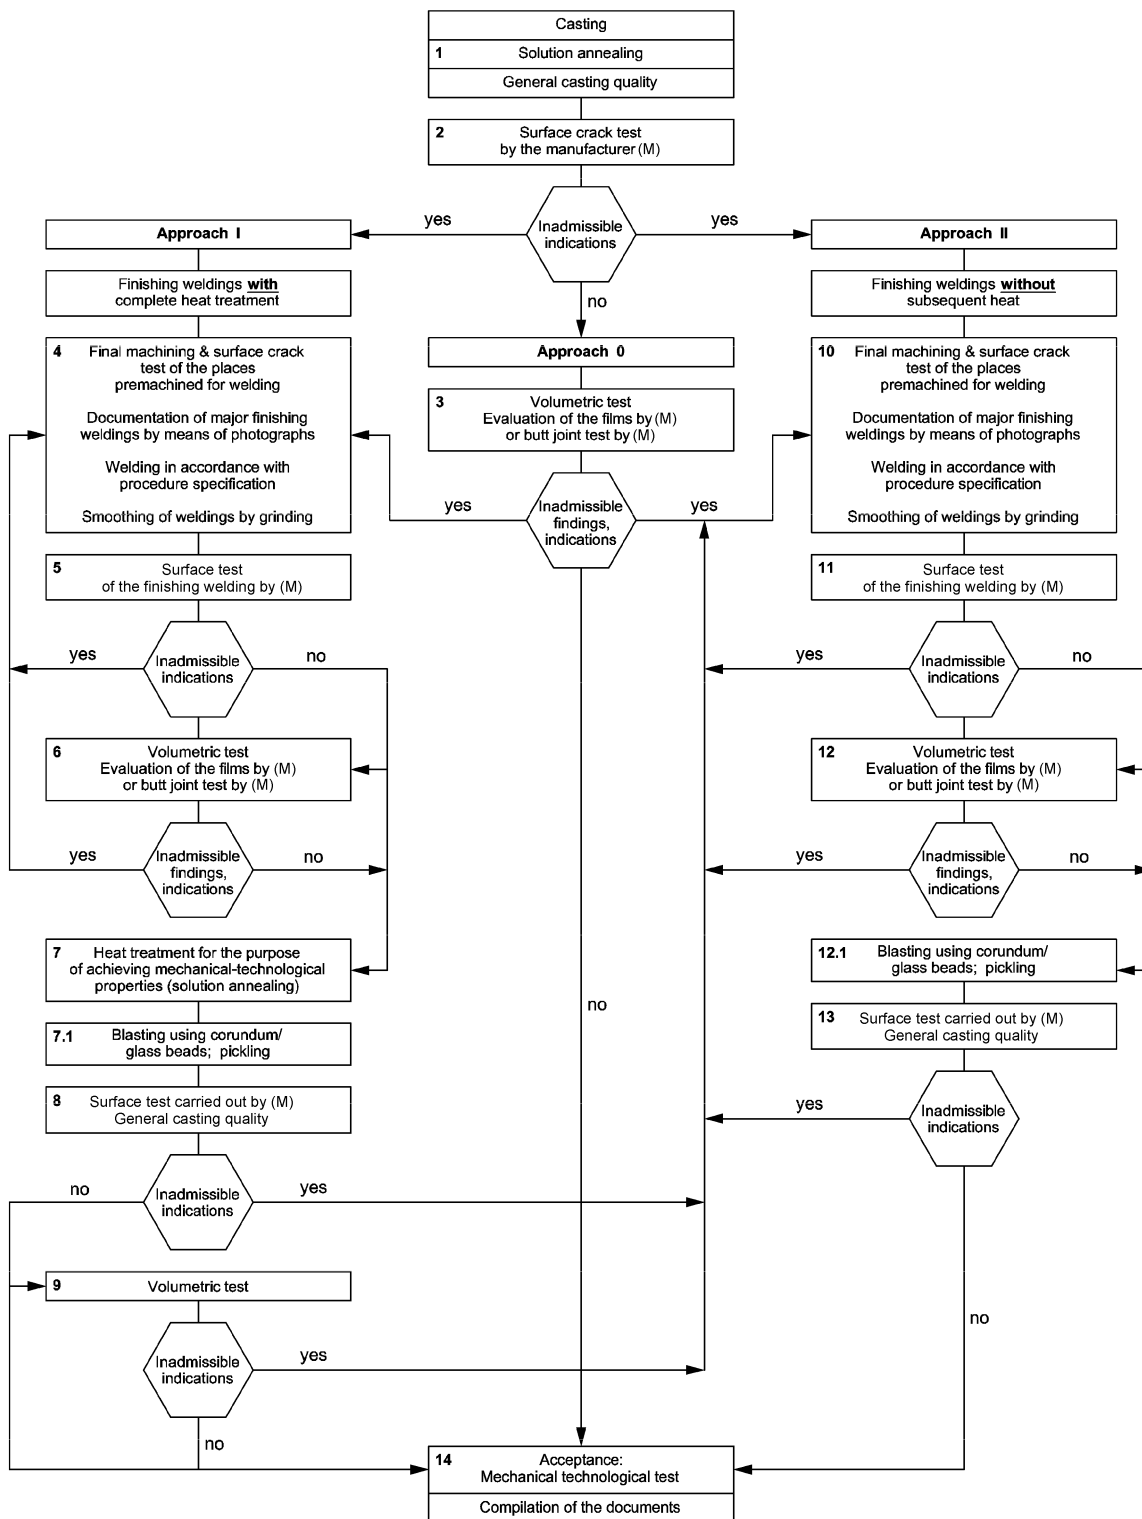 Casting
1 Solution annealing
General casting quality
2 Surface crack test
by the manufacturer (M)
yes
Inadmissible
indications
yes
Approach I
Approach II
no
Finishing weldings with
complete heat treatment
Finishing weldings without
subsequent heat
Approach 0
4 Final machining & surface crack
test of the places
premachined for welding
Documentation of major finishing
weldings by means of photographs
Welding in accordance with
procedure specification
Smoothing of weldings by grinding
3 Volumetric test
Evaluation of the films by (M)
or butt joint test by (M)
10 Final machining & surface crack
test of the places
premachined for welding
Documentation of major finishing
weldings by means of photographs
Welding in accordance with
procedure specification
Smoothing of weldings by grinding
yes
Inadmissible
findings,
indications
yes
5 Surface test
of the finishing welding by (M)
11 Surface test
of the finishing welding by (M)
yes
Inadmissible
indications
no
yes
Inadmissible
indications
no
6 Volumetric test
Evaluation of the films by (M)
or butt joint test by (M)
12 Volumetric test
Evaluation of the films by (M)
or butt joint test by (M)
yes
Inadmissible
findings,
indications
no
yes
Inadmissible
findings,
indications
no
7 Heat treatment for the purpose
of achieving mechanical-technological
properties (solution annealing)
12.1 Blasting using corundum/
glass beads; pickling
no
7.1 Blasting using corundum/
glass beads; pickling
13 Surface test carried out by (M)
General casting quality
8 Surface test carried out by (M)
General casting quality
yes
Inadmissible
indications
no
Inadmissible
indications
yes
9 Volumetric test
no
Inadmissible
indications
yes
no
14 Acceptance:
Mechanical technological test
Compilation of the documents